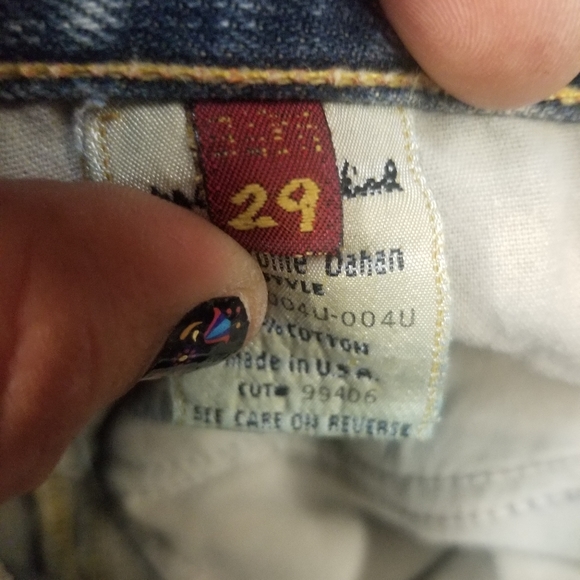 29
kind
Dahan
STYLE
004U-004U
% COTTON
made in U.S.A.
CUT# 99406
SEE CARE ON REVERSE